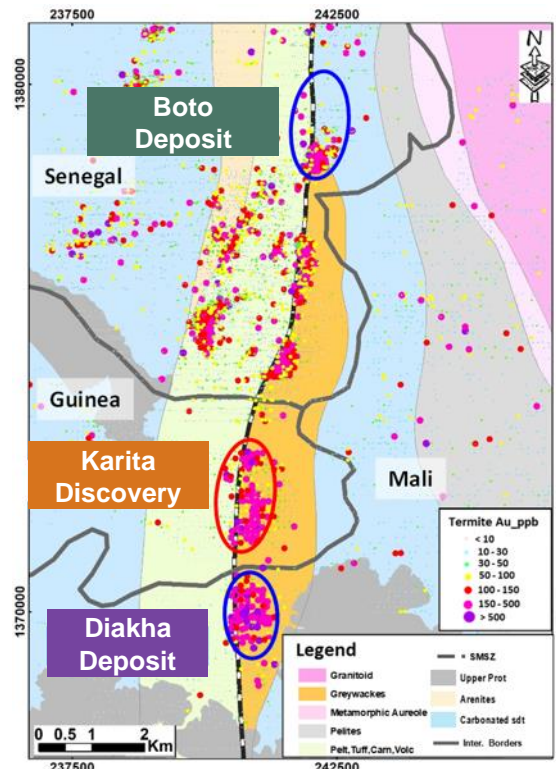 237500
242500
1380000
N
Boto
Deposit
Senegal
Guinea
Karita
Discovery
Mali
Termite Au_ppb
< 10
10 - 30
30 - 50
50 - 100
100 - 150
150 - 500
> 500
1370000
Diakha
Deposit
Legend
Granitoid
Greywackes
Metamorphic Aureole
Pelites
Pelt,Tuff,Carn,Volc
SMSZ
Upper Prot
Arenites
Carbonated sdt
Inter. Borders
0 0.5 1 2
Km
237500
242500